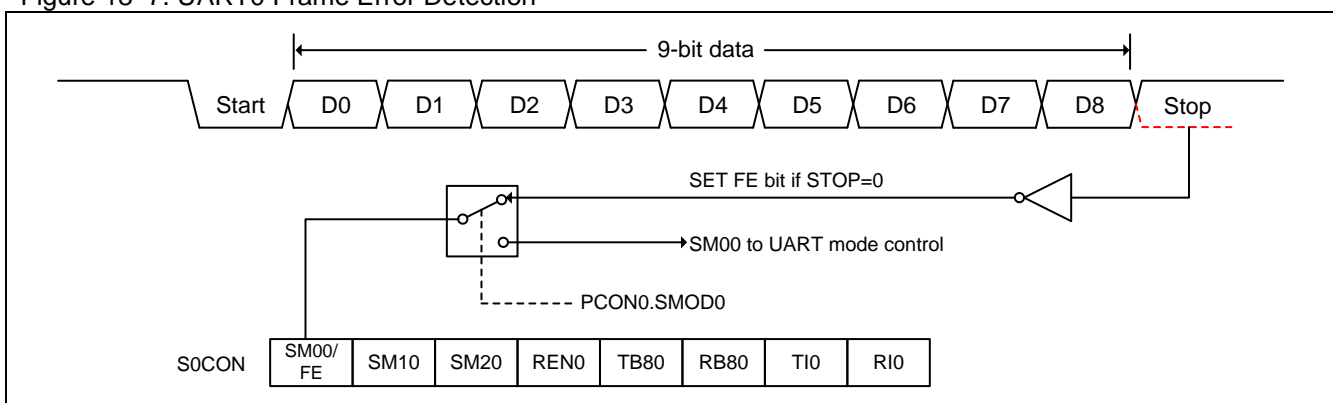 Figure 18-7. UART0 Frame Error Detection
9-bit data
Start D0 D1 D2 D3 D4 D5 D6 D7 D8 Stop
SET FE bit if STOP=0
SM00 to UART mode control
PCON0.SMOD0
S0CON SM00/ FE SM10 SM20 REN0 TB80 RB80 TI0 RI0